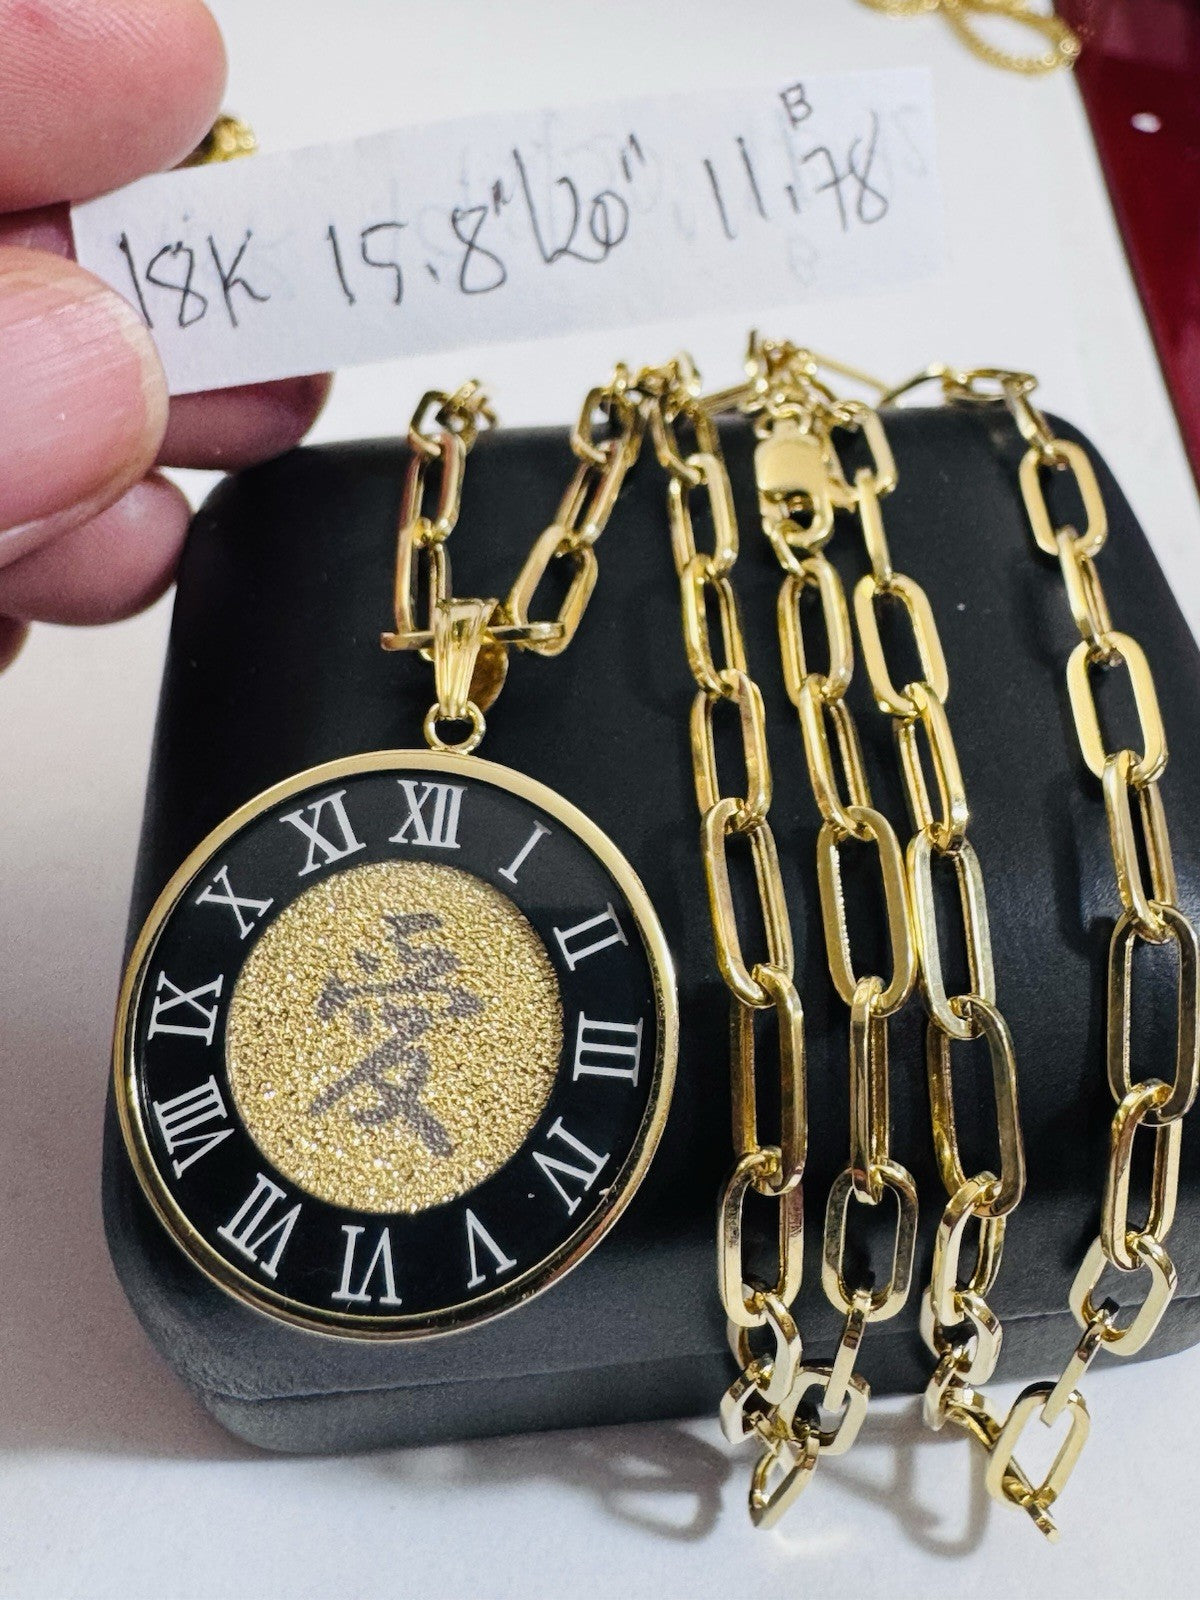 B
18K 15.8"/20" 11.78
XII
I
II
III
IV
V
VI
VII
VIII
IX
X
XI
愛